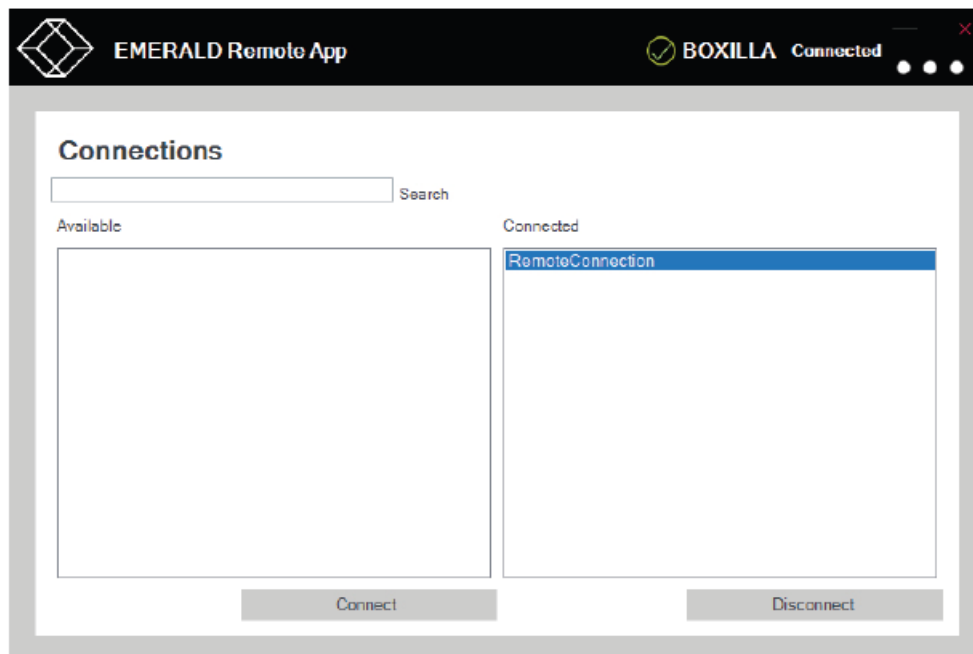 EMERALD Remote App
BOXILLA Connected
Connections
Search
Available
Connected
RemoteConnection
Connect
Disconnect